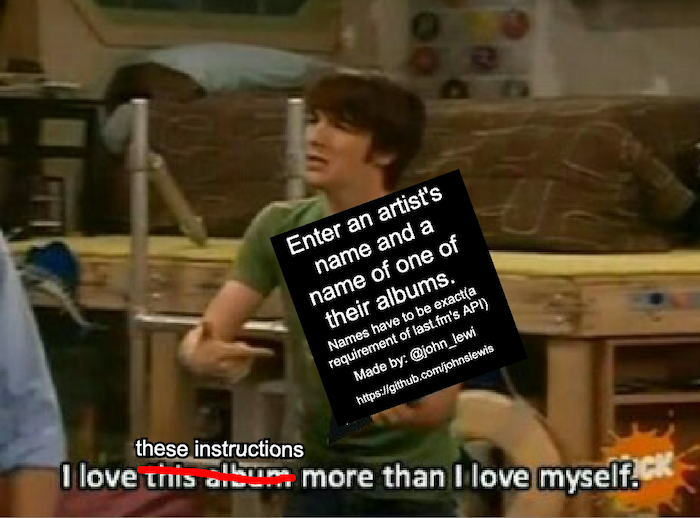 Enter an artist's
name and a
name of one of
their albums.
Names have to be exact(a
requirement of last.fm's API)
Made by: @john_lewi
https://github.com/johnslewis
these instructions
I love this album more than I love myself.
NICK